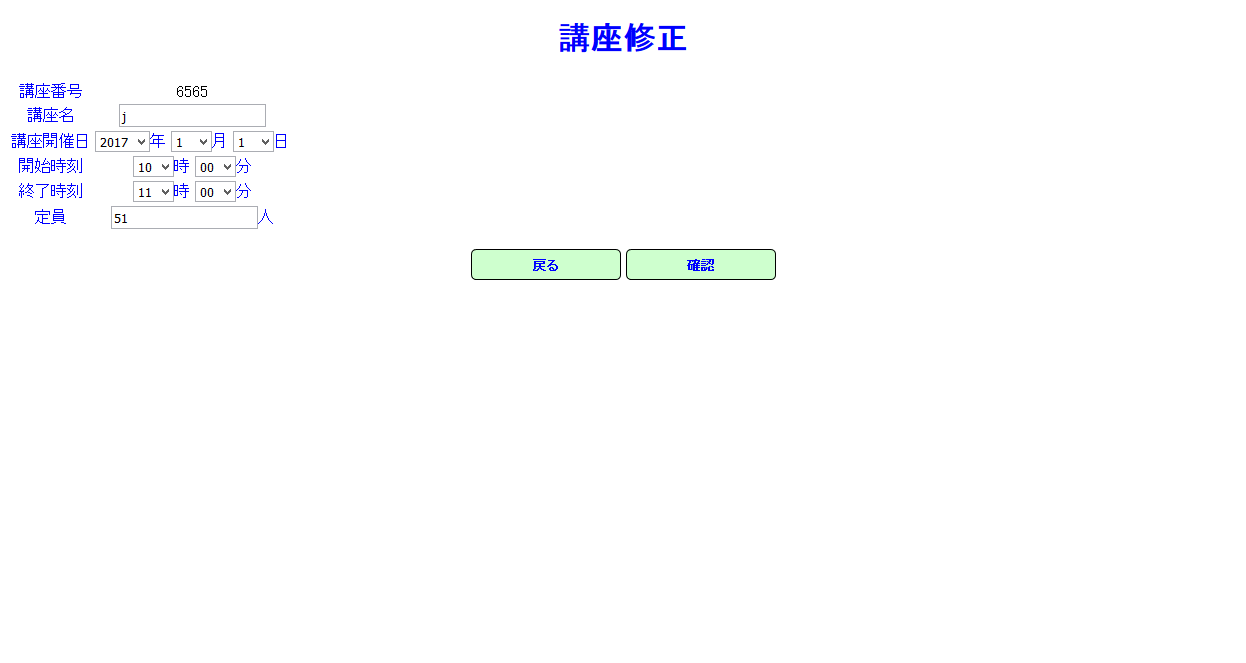 講座修正
講座番号 6565
講座名 j
講座開催日 2017 年 1 月 1 日
開始時刻 10 時 00 分
終了時刻 11 時 00 分
定員 51 人
戻る 確認